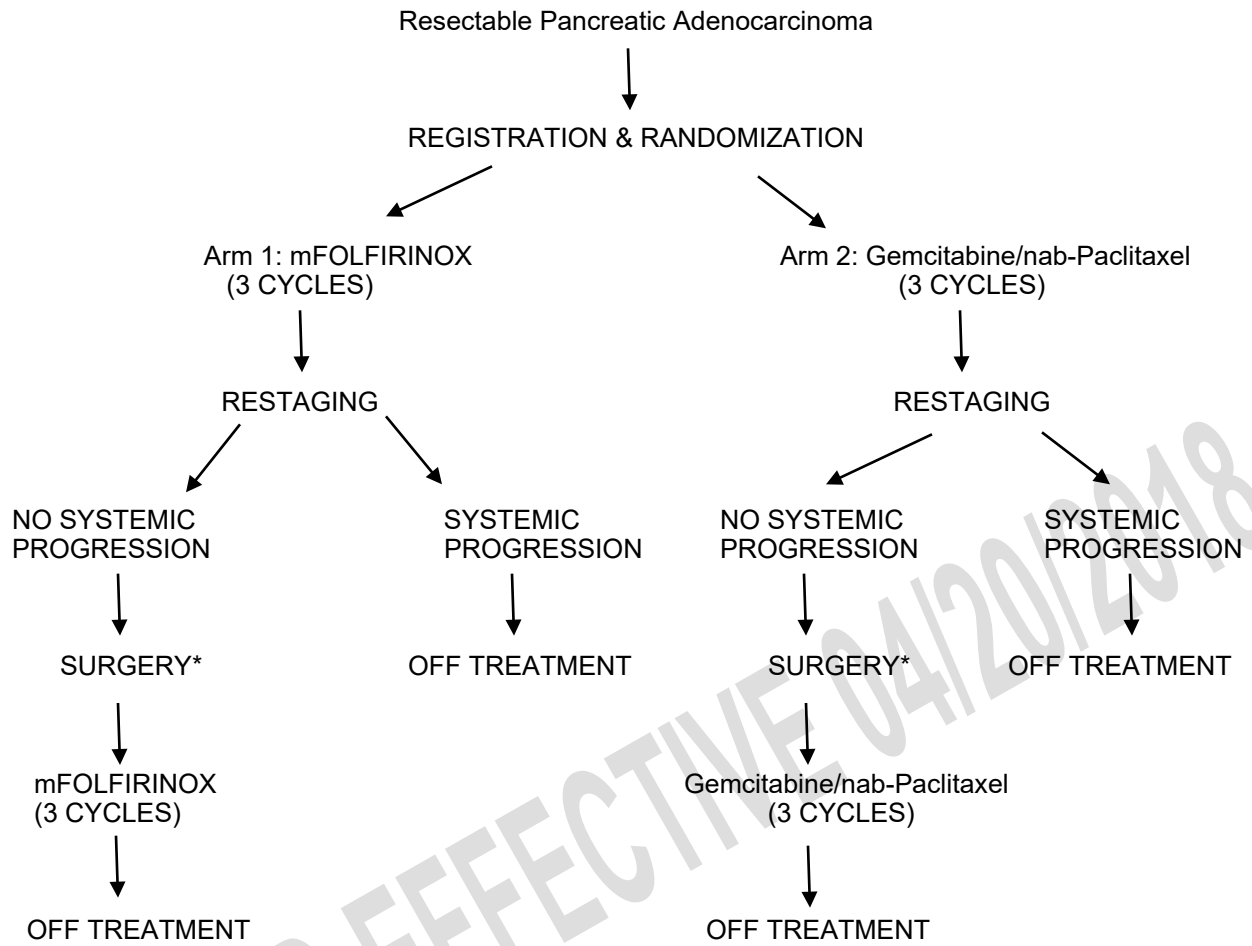 Resectable Pancreatic Adenocarcinoma
REGISTRATION & RANDOMIZATION
Arm 1: mFOLFIRINOX
(3 CYCLES)
Arm 2: Gemcitabine/nab-Paclitaxel
(3 CYCLES)
RESTAGING
RESTAGING
NO SYSTEMIC
PROGRESSION
SYSTEMIC
PROGRESSION
NO SYSTEMIC
PROGRESSION
SYSTEMIC
PROGRESSION
SURGERY*
OFF TREATMENT
SURGERY*
OFF TREATMENT
mFOLFIRINOX
(3 CYCLES)
Gemcitabine/nab-Paclitaxel
(3 CYCLES)
OFF TREATMENT
OFF TREATMENT
EFFECTIVE 04/20/2018